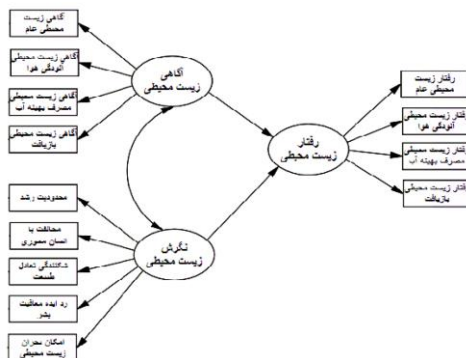 آگاهی زیست
محیطی عام
آگاهی زیست محیطی
آلودگی هوا
آگاهی زیست محیطی
مصرف بهینه آب
آگاهی زیست محیطی
بازیافت
آگاهی
زیست محیطی
رفتار
زیست محیطی
رفتار زیست
محیطی عام
رفتار زیست محیطی
آلودگی هوا
رفتار زیست محیطی
مصرف بهینه آب
رفتار زیست محیطی
بازیافت
نگرش
زیست محیطی
محدودیت رشد
مخالفت با
انسان محوری
شکنندگی تعادل
طبیعت
رد ایده معافیت
بشر
امکان بحران
زیست محیطی